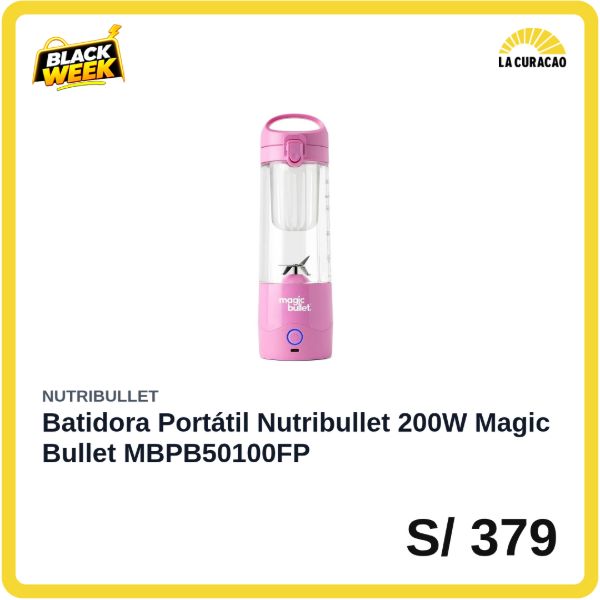 BLACK
WEEK
LA CURACAO
magic
bullet.
NUTRIBULLET
Batidora Portátil Nutribullet 200W Magic
Bullet MBPB50100FP
S/ 379